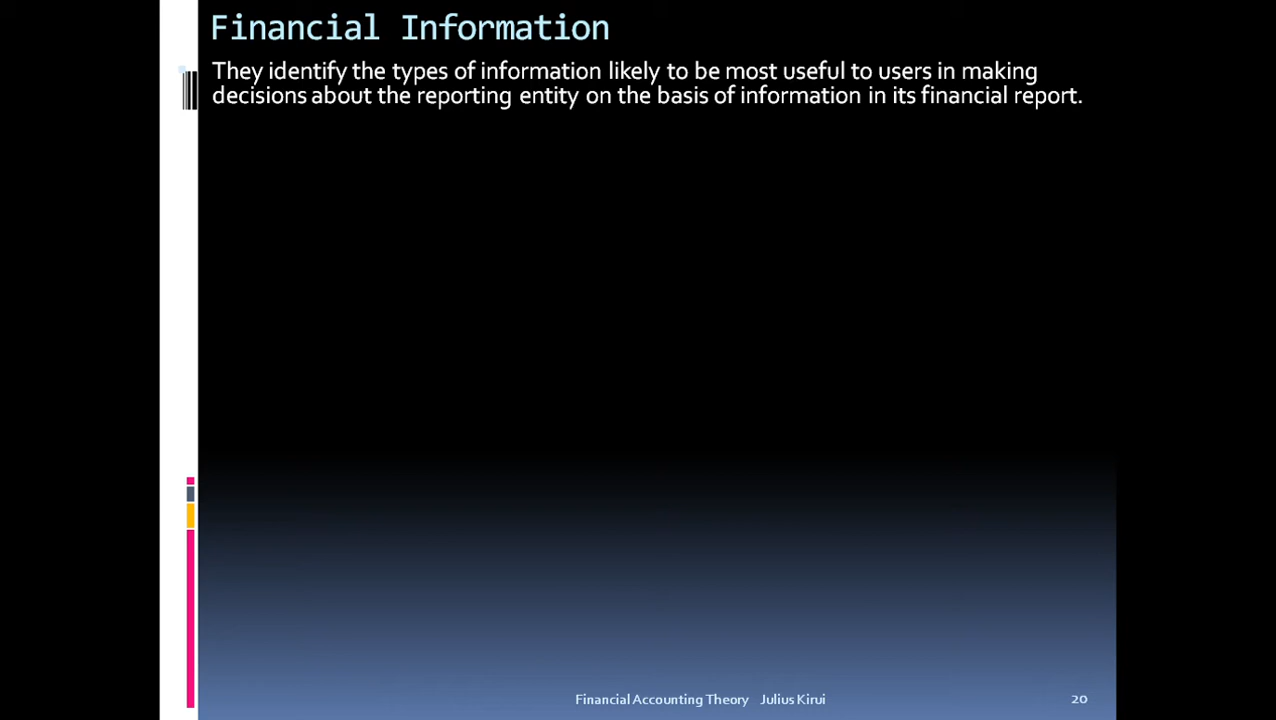 Financial Information
They identify the types of information likely to be most useful to users in making
decisions about the reporting entity on the basis of information in its financial report.
Financial Accounting Theory Julius Kirui
20